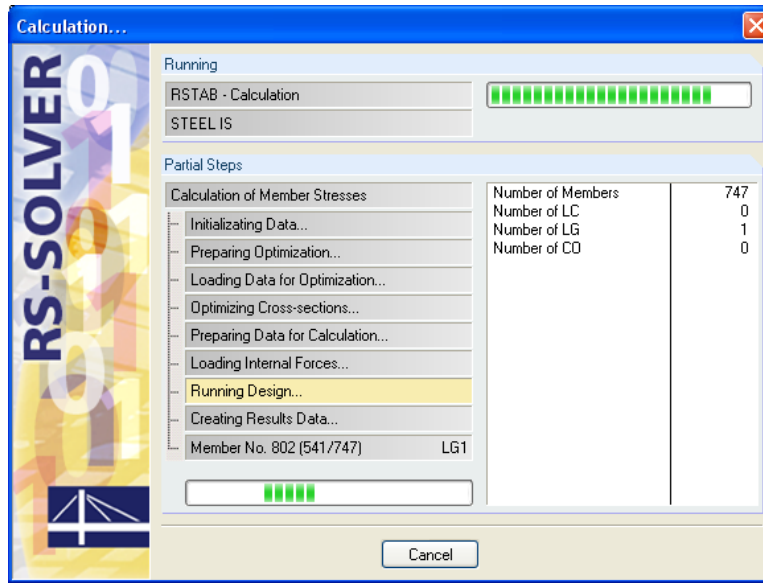 Calculation...
RS-SOLVER
Running
RSTAB - Calculation
STEEL IS
Partial Steps
Calculation of Member Stresses
Initializating Data...
Preparing Optimization...
Loading Data for Optimization...
Optimizing Cross-sections...
Preparing Data for Calculation...
Loading Internal Forces...
Running Design...
Creating Results Data...
Member No. 802 (541/747) LG1
Number of Members 747
Number of LC 0
Number of LG 1
Number of CO 0
Cancel